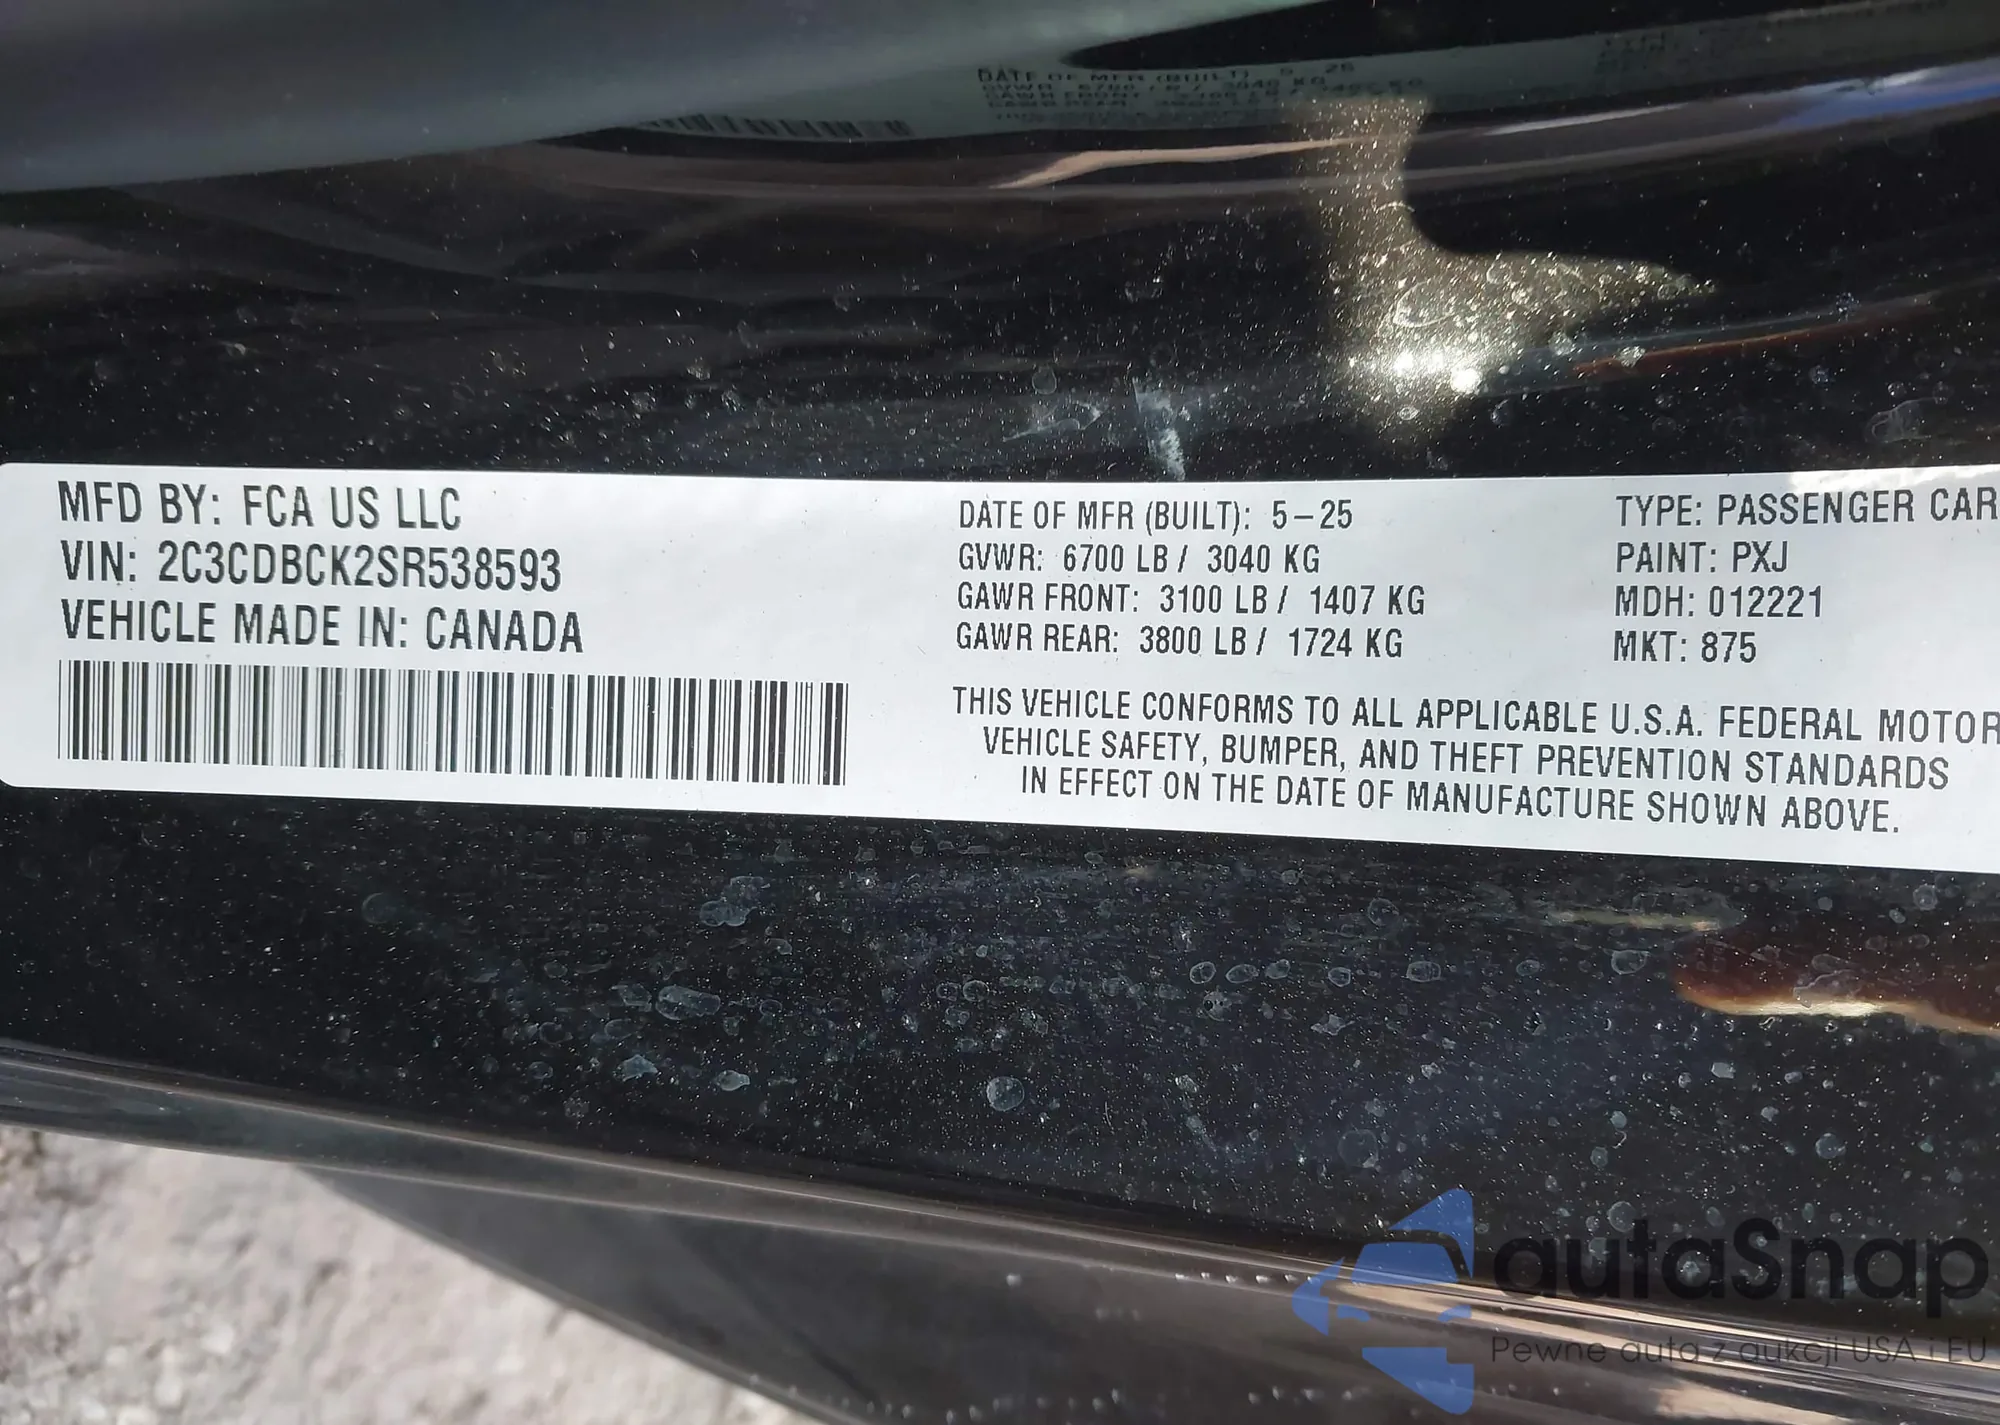 MFD BY: FCA US LLC
VIN: 2C3CDBCK2SR538593
VEHICLE MADE IN: CANADA
DATE OF MFR (BUILT): 5-25
GVWR: 6700 LB / 3040 KG
GAWR FRONT: 3100 LB / 1407 KG
GAWR REAR: 3800 LB / 1724 KG
TYPE: PASSENGER CAR
PAINT: PXJ
MDH: 012221
MKT: 875
THIS VEHICLE CONFORMS TO ALL APPLICABLE U.S.A. FEDERAL MOTOR
VEHICLE SAFETY, BUMPER, AND THEFT PREVENTION STANDARDS
IN EFFECT ON THE DATE OF MANUFACTURE SHOWN ABOVE.
autaSnap
Pewne auto z aukcji USA i EU